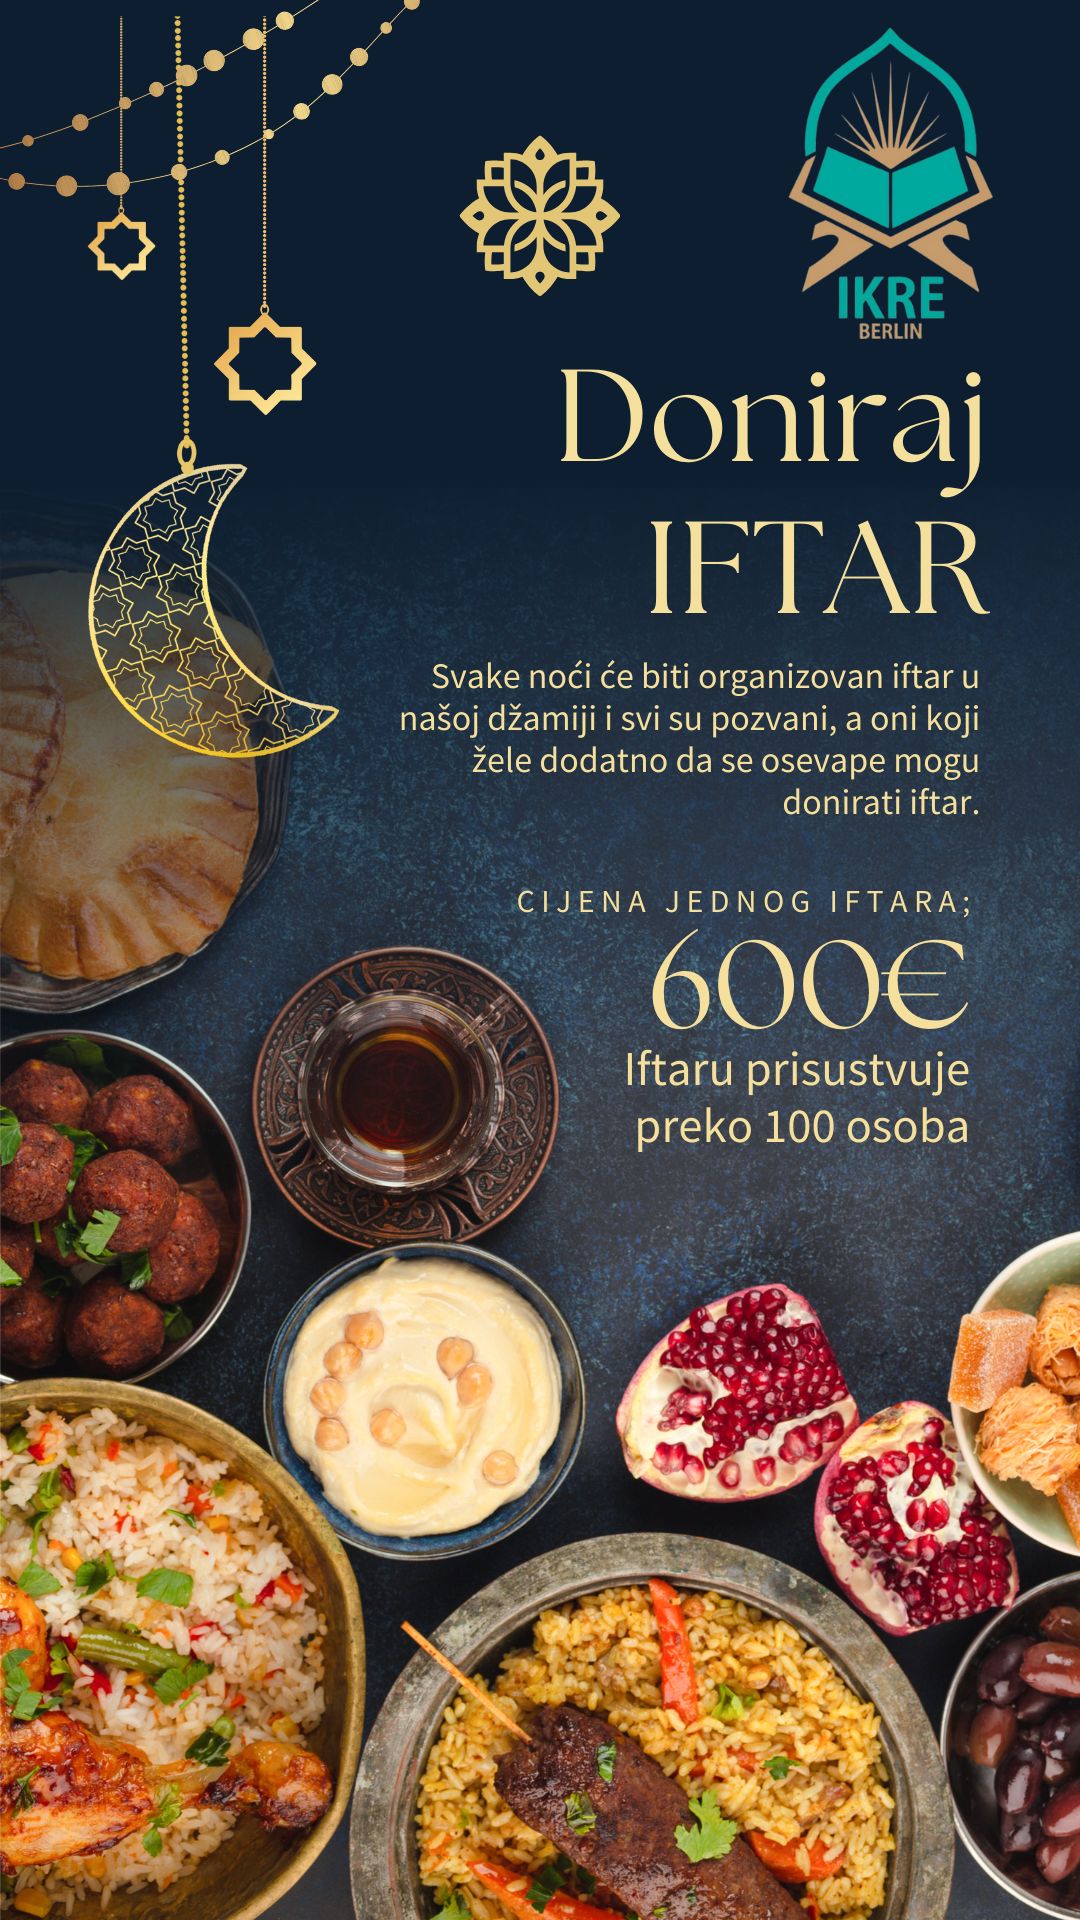 IKRE
BERLIN
Doniraj
IFTAR
Svake noći će biti organizovan iftar u
našoj džamiji i svi su pozvani, a oni koji
žele dodatno da se osevape mogu
donirati iftar.
CIJENA JEDNOG IFTARA;
600€
Iftaru prisustvuje
preko 100 osoba